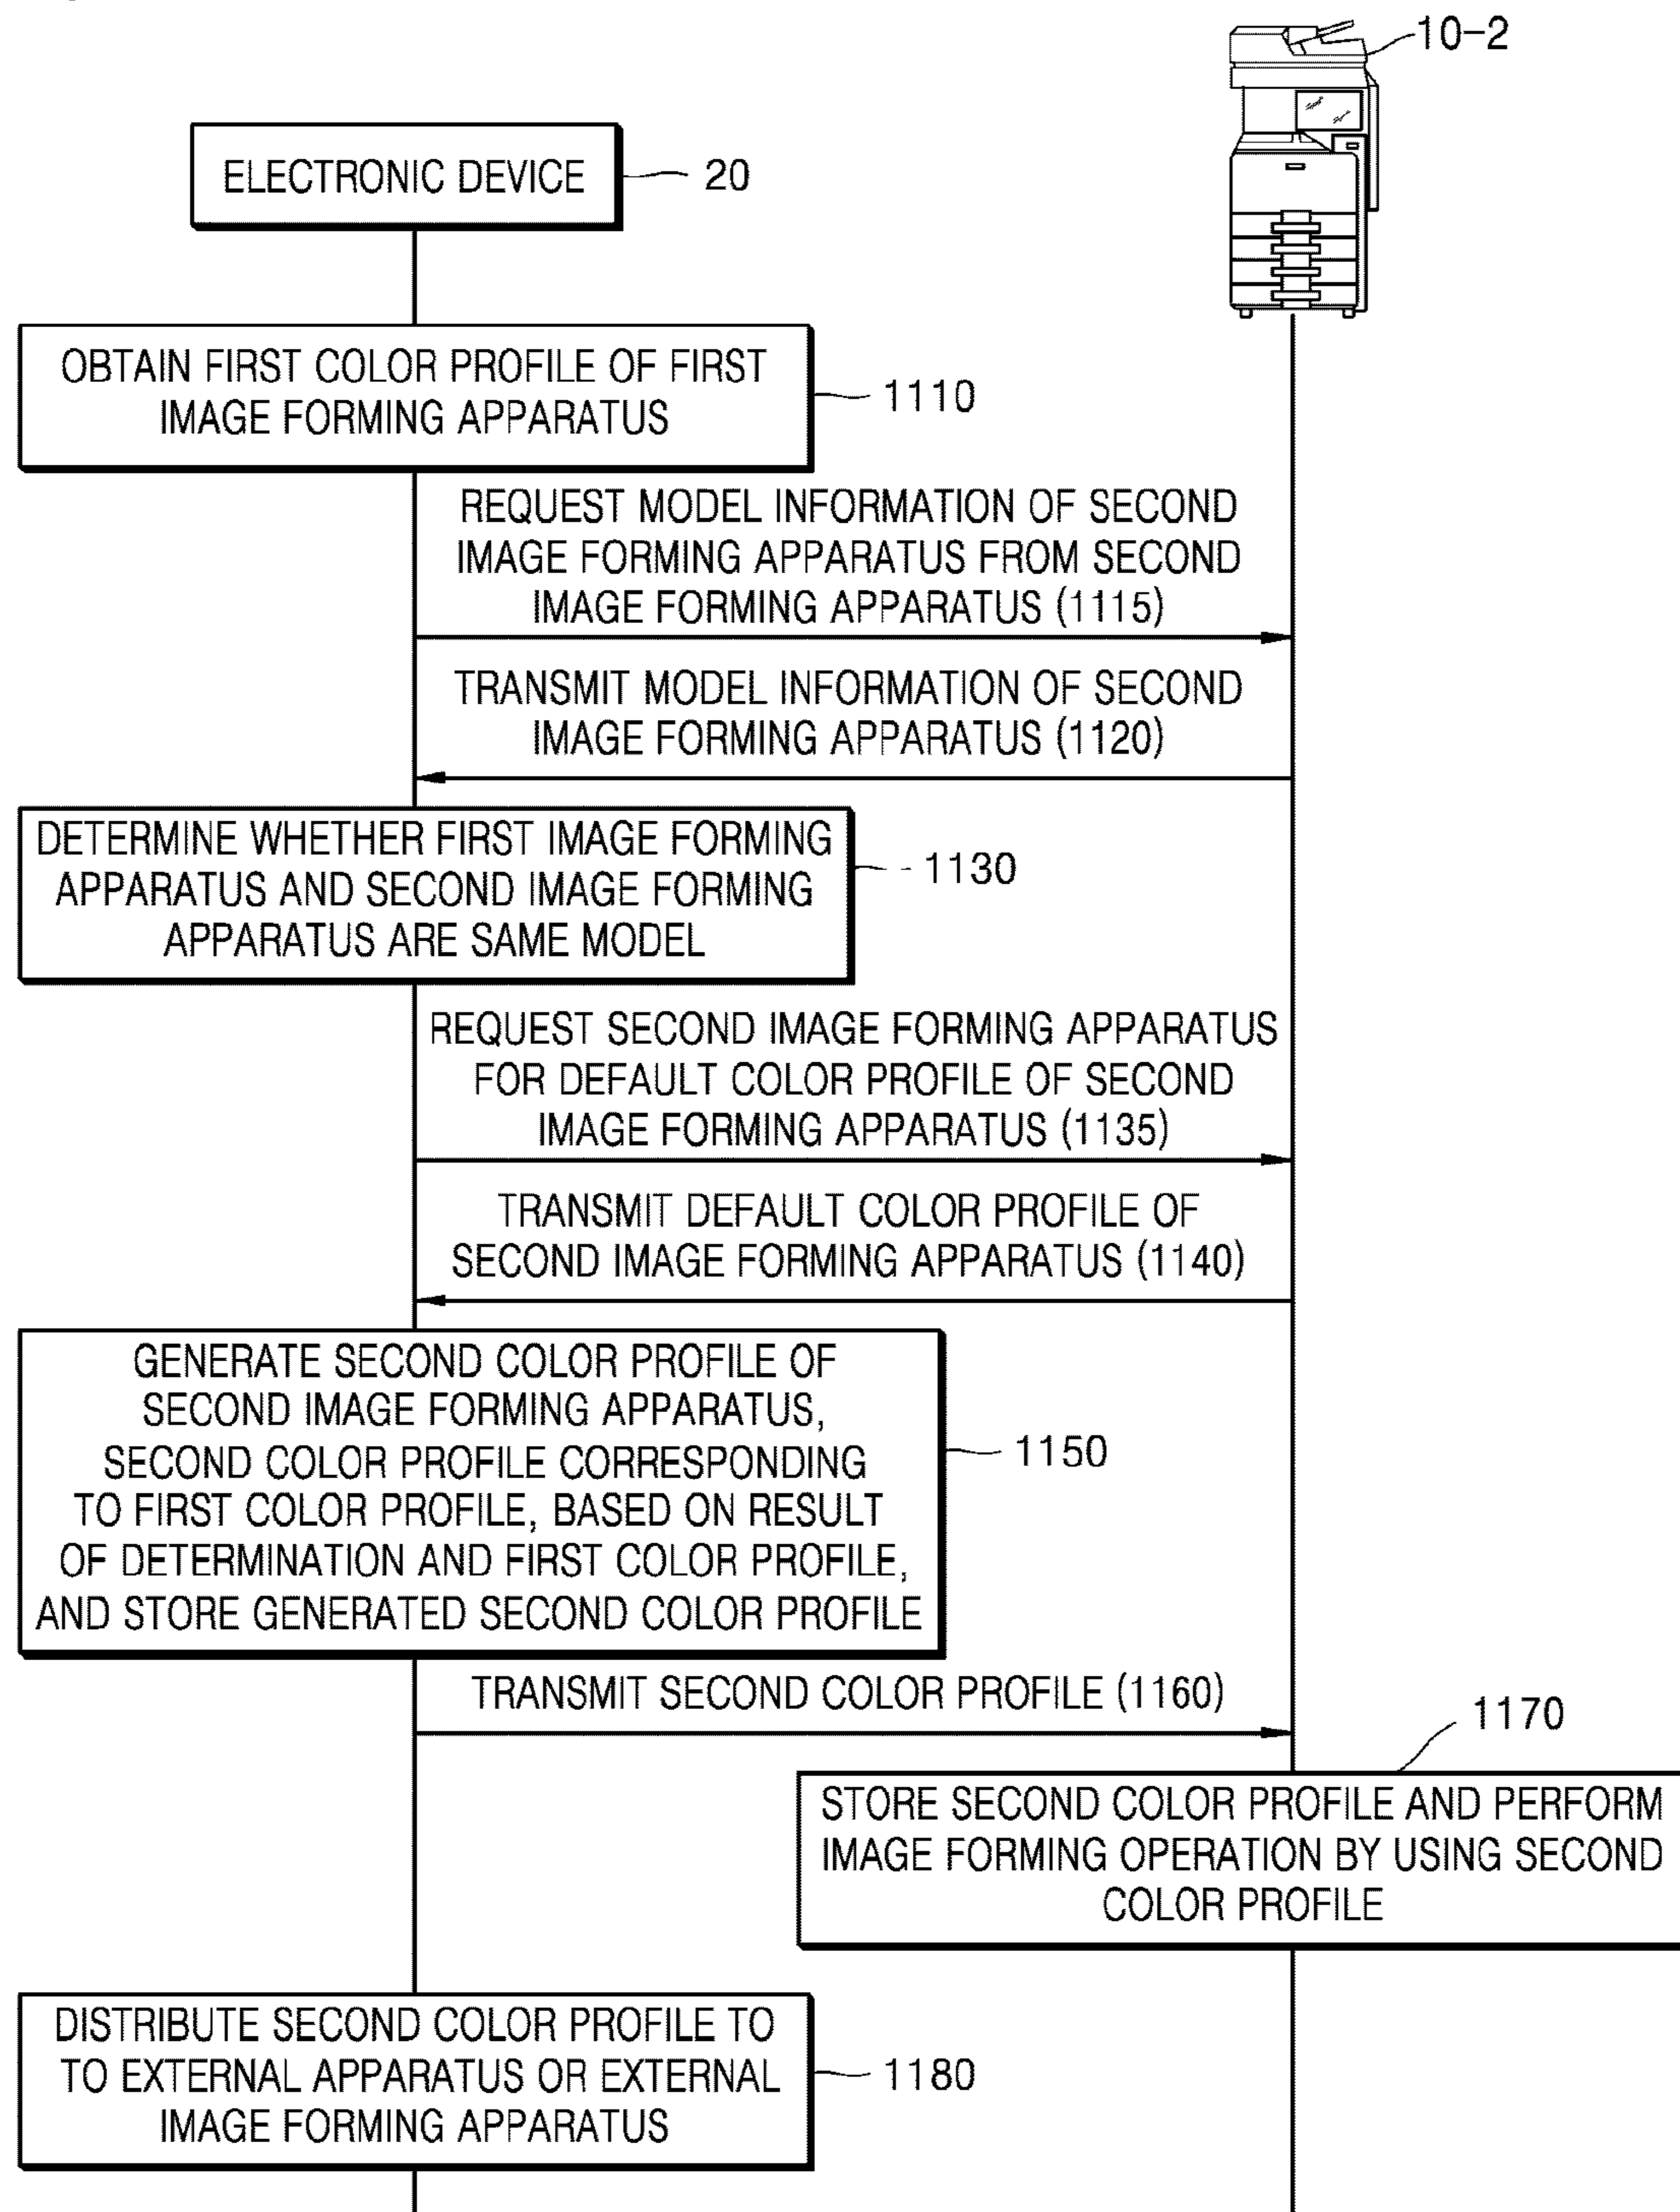 10-2
ELECTRONIC DEVICE
20
OBTAIN FIRST COLOR PROFILE OF FIRST
IMAGE FORMING APPARATUS
1110
REQUEST MODEL INFORMATION OF SECOND
IMAGE FORMING APPARATUS FROM SECOND
IMAGE FORMING APPARATUS (1115)
TRANSMIT MODEL INFORMATION OF SECOND
IMAGE FORMING APPARATUS (1120)
DETERMINE WHETHER FIRST IMAGE FORMING
APPARATUS AND SECOND IMAGE FORMING
APPARATUS ARE SAME MODEL
1130
REQUEST SECOND IMAGE FORMING APPARATUS
FOR DEFAULT COLOR PROFILE OF SECOND
IMAGE FORMING APPARATUS (1135)
TRANSMIT DEFAULT COLOR PROFILE OF
SECOND IMAGE FORMING APPARATUS (1140)
GENERATE SECOND COLOR PROFILE OF
SECOND IMAGE FORMING APPARATUS,
SECOND COLOR PROFILE CORRESPONDING
TO FIRST COLOR PROFILE, BASED ON RESULT
OF DETERMINATION AND FIRST COLOR PROFILE,
AND STORE GENERATED SECOND COLOR PROFILE
1150
TRANSMIT SECOND COLOR PROFILE (1160)
1170
STORE SECOND COLOR PROFILE AND PERFORM
IMAGE FORMING OPERATION BY USING SECOND
COLOR PROFILE
DISTRIBUTE SECOND COLOR PROFILE TO
TO EXTERNAL APPARATUS OR EXTERNAL
IMAGE FORMING APPARATUS
1180